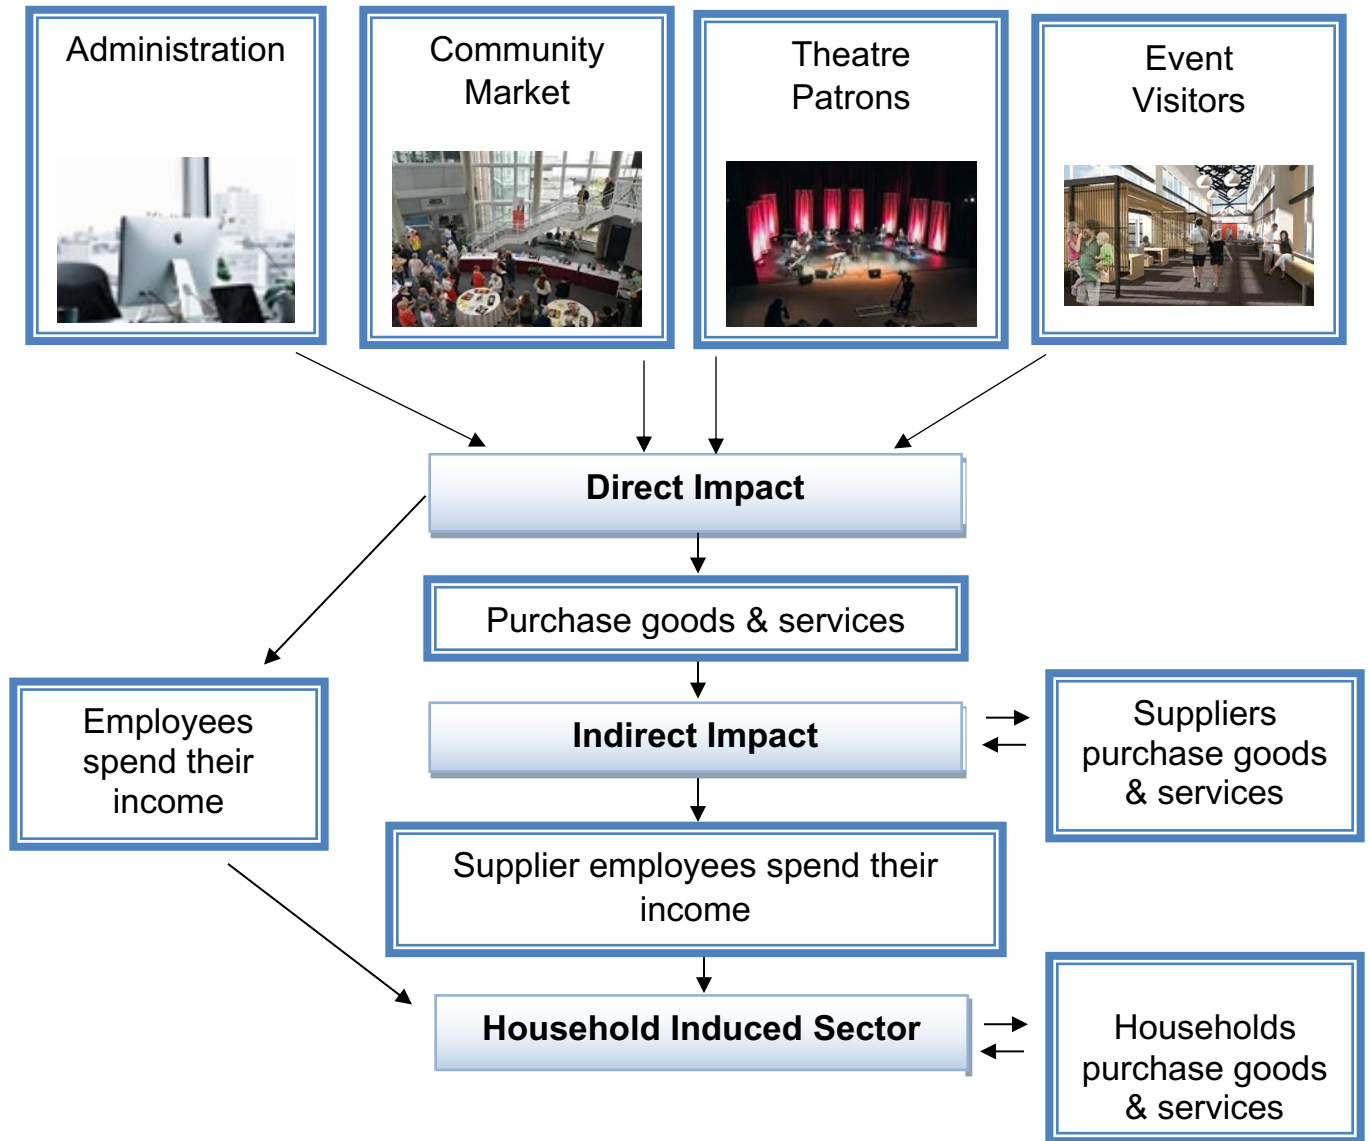 Administration
Community
Market
Theatre
Patrons
Event
Visitors
Direct Impact
Purchase goods & services
Employees
spend their
income
Indirect Impact
Suppliers
purchase goods
& services
Supplier employees spend their
income
Household Induced Sector
Households
purchase goods
& services